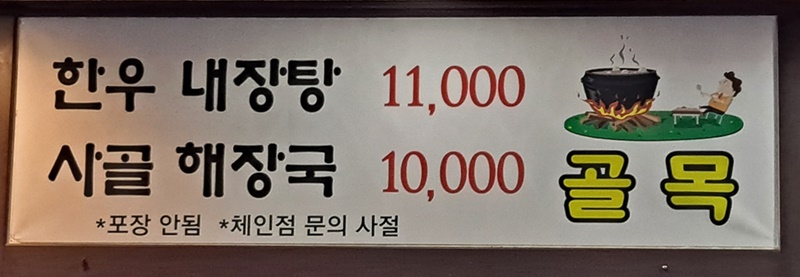 한우 내장탕 11,000
사골 해장국 10,000
*포장 안됨 *체인점 문의 사절
골목